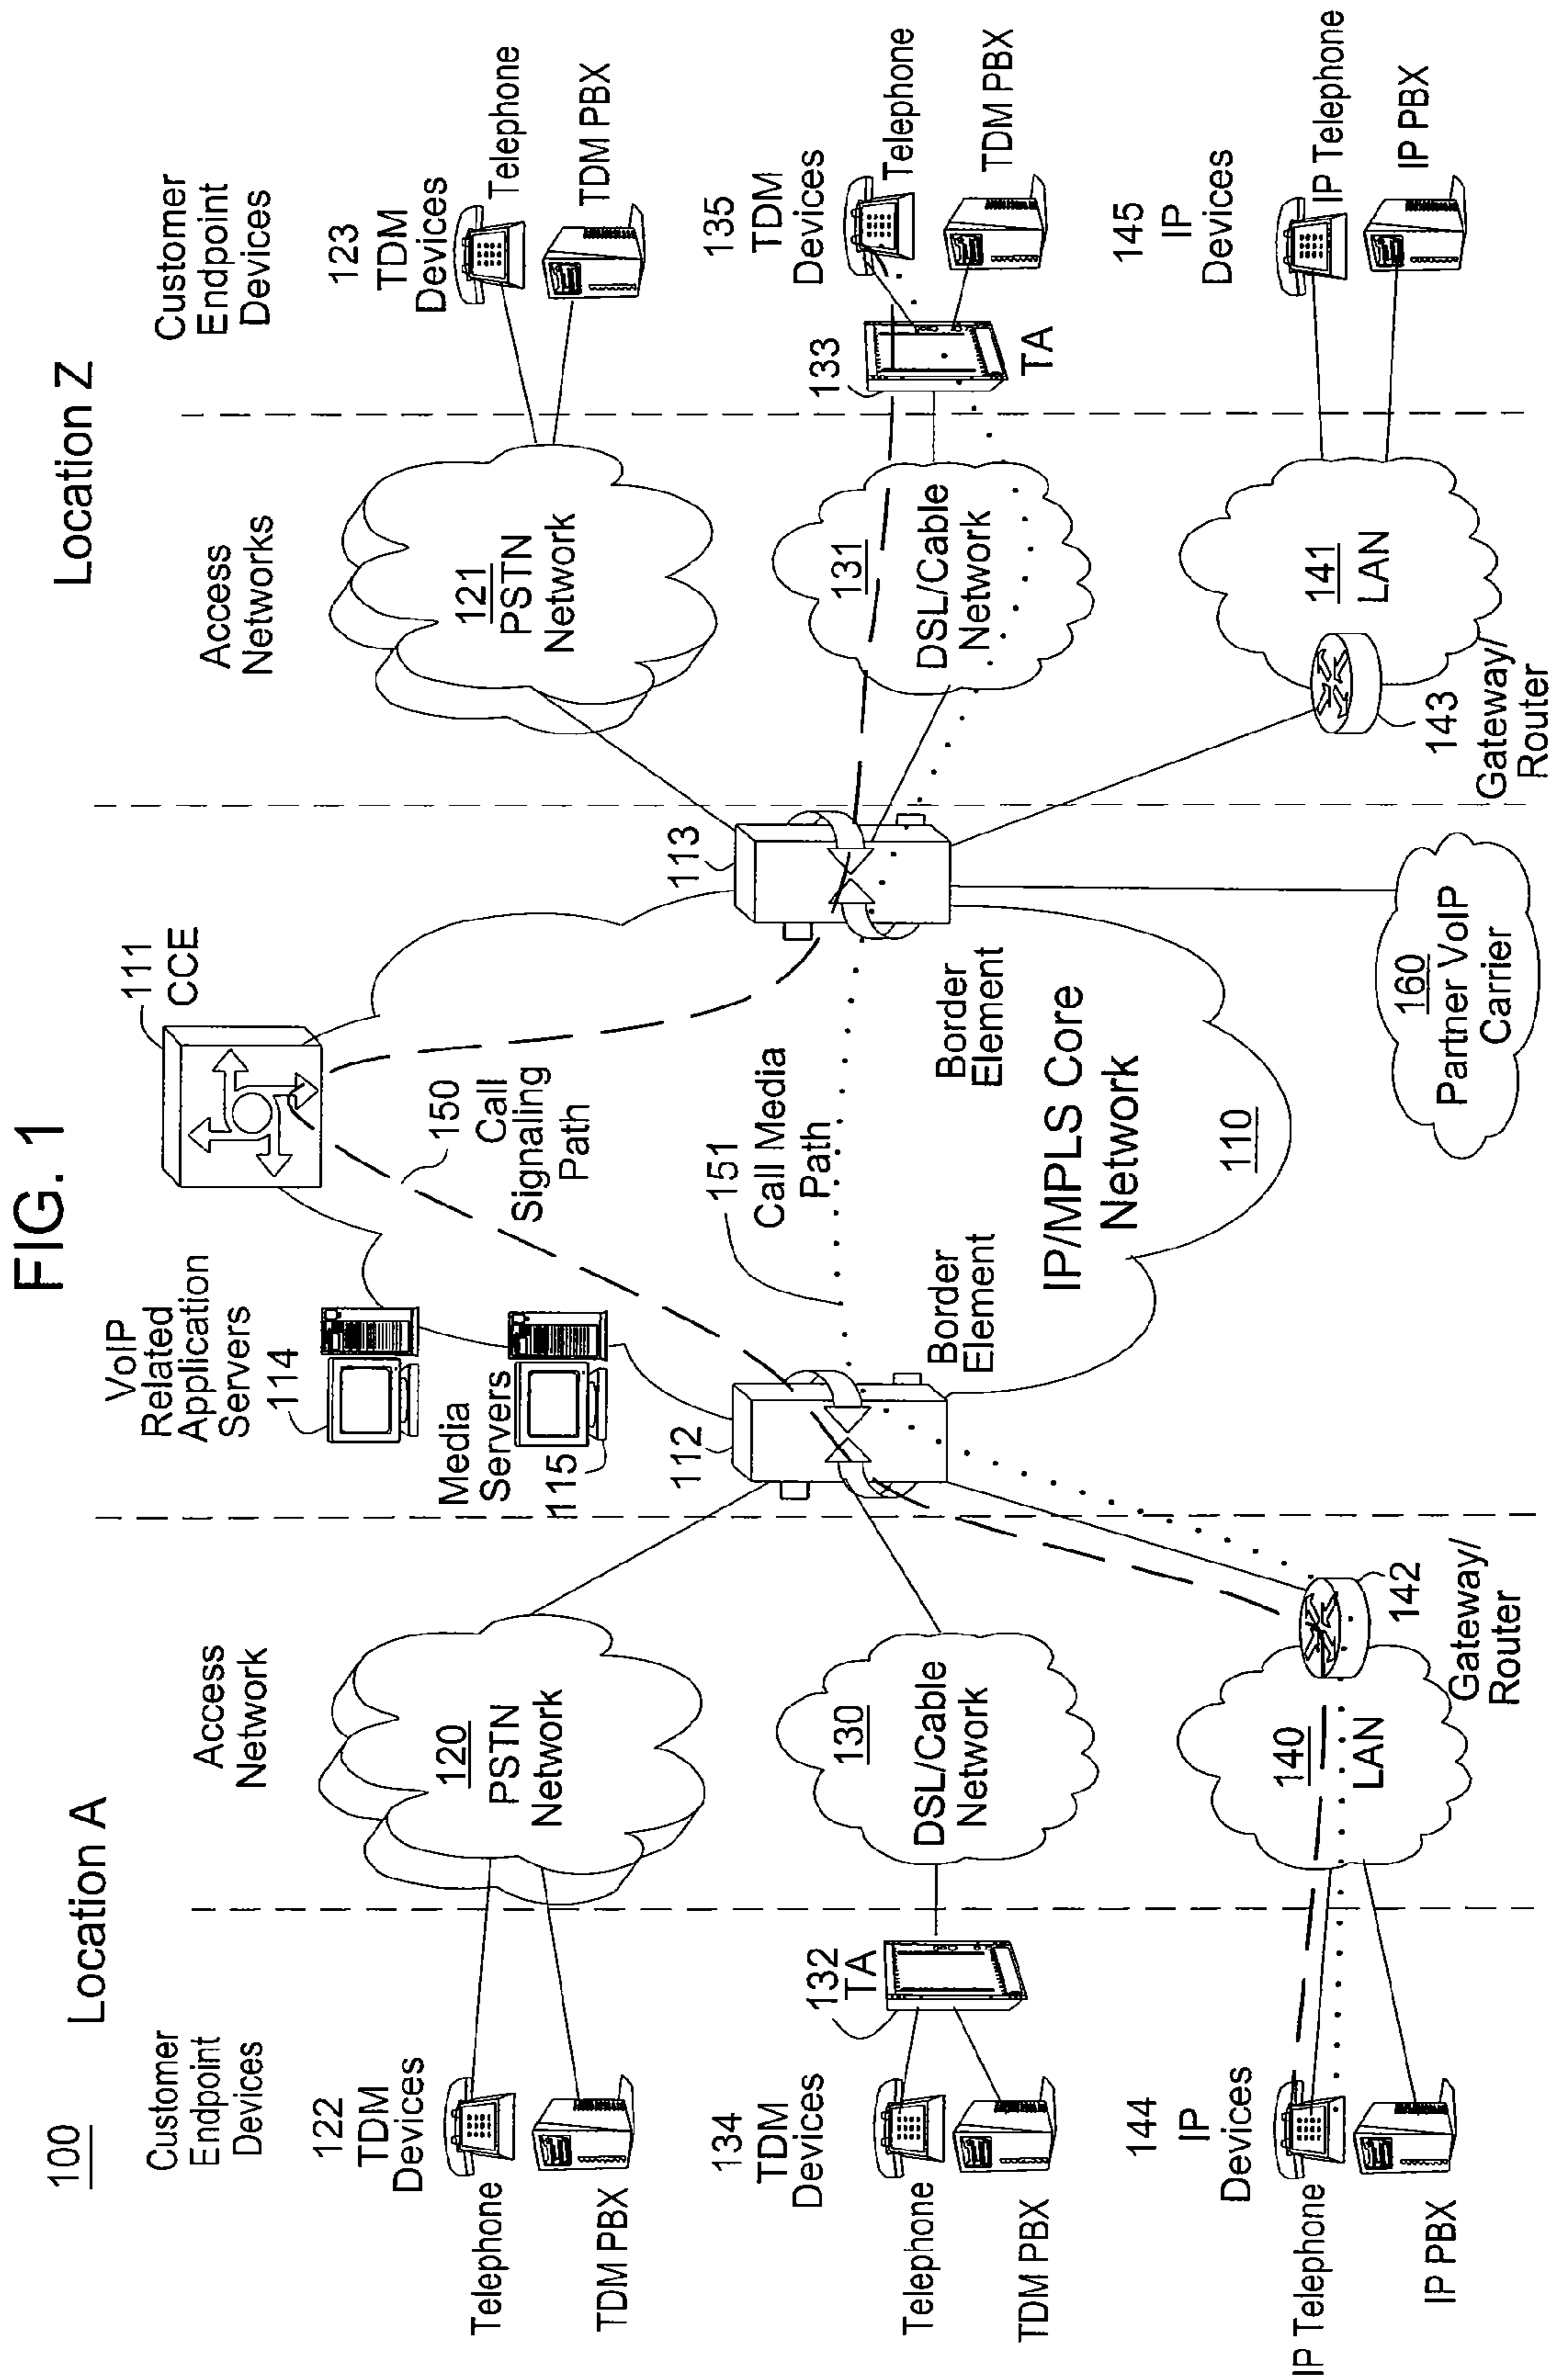 FIG. 1
100
Location A
Location Z
Customer
Endpoint
Devices
Access
Network
VoIP
Related
Application
Servers
114
Media
Servers
115
111
CCE
Access
Networks
Customer
Endpoint
Devices
122
TDM
Devices
Telephone
TDM PBX
120
PSTN
Network
112
Border
Element
150
Call
Signaling
Path
151
Call Media
Path
113
Border
Element
IP/MPLS Core
Network
110
121
PSTN
Network
123
TDM
Devices
Telephone
TDM PBX
134
TDM
Devices
Telephone
TDM PBX
132
TA
130
DSL/Cable
Network
131
DSL/Cable
Network
133
TA
135
TDM
Devices
Telephone
TDM PBX
144
IP
Devices
IP Telephone
IP PBX
140
LAN
142
Gateway/
Router
160
Partner VoIP
Carrier
143
Gateway/
Router
141
LAN
145
IP
Devices
IP Telephone
IP PBX